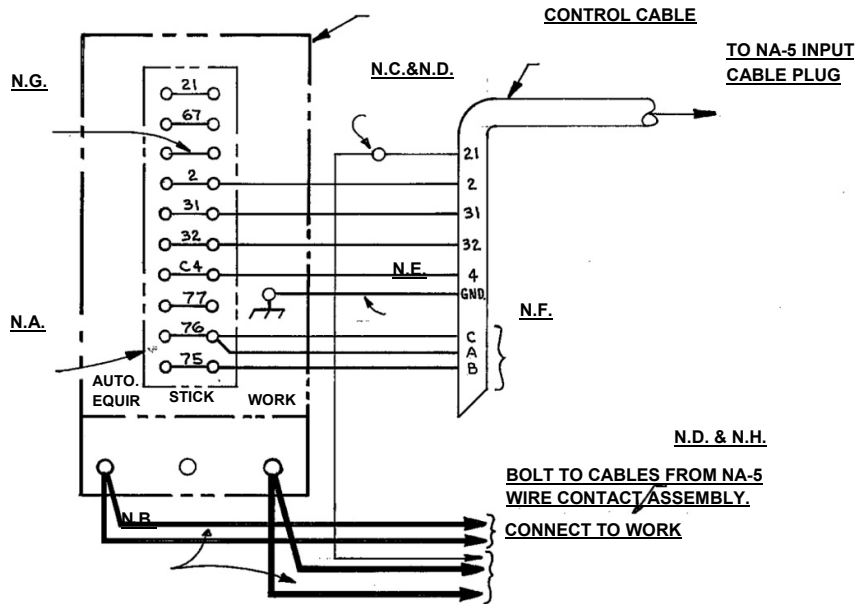 CONTROL CABLE
TO NA-5 INPUT
CABLE PLUG
N.G.
N.C.&N.D.
21
67
2
31
32
C4
77
76
75
21
2
31
32
4
GND.
C
A
B
N.E.
N.F.
N.A.
AUTO.
EQUIR
STICK
WORK
N.D. & N.H.
BOLT TO CABLES FROM NA-5
WIRE CONTACT ASSEMBLY.
N.B.
CONNECT TO WORK